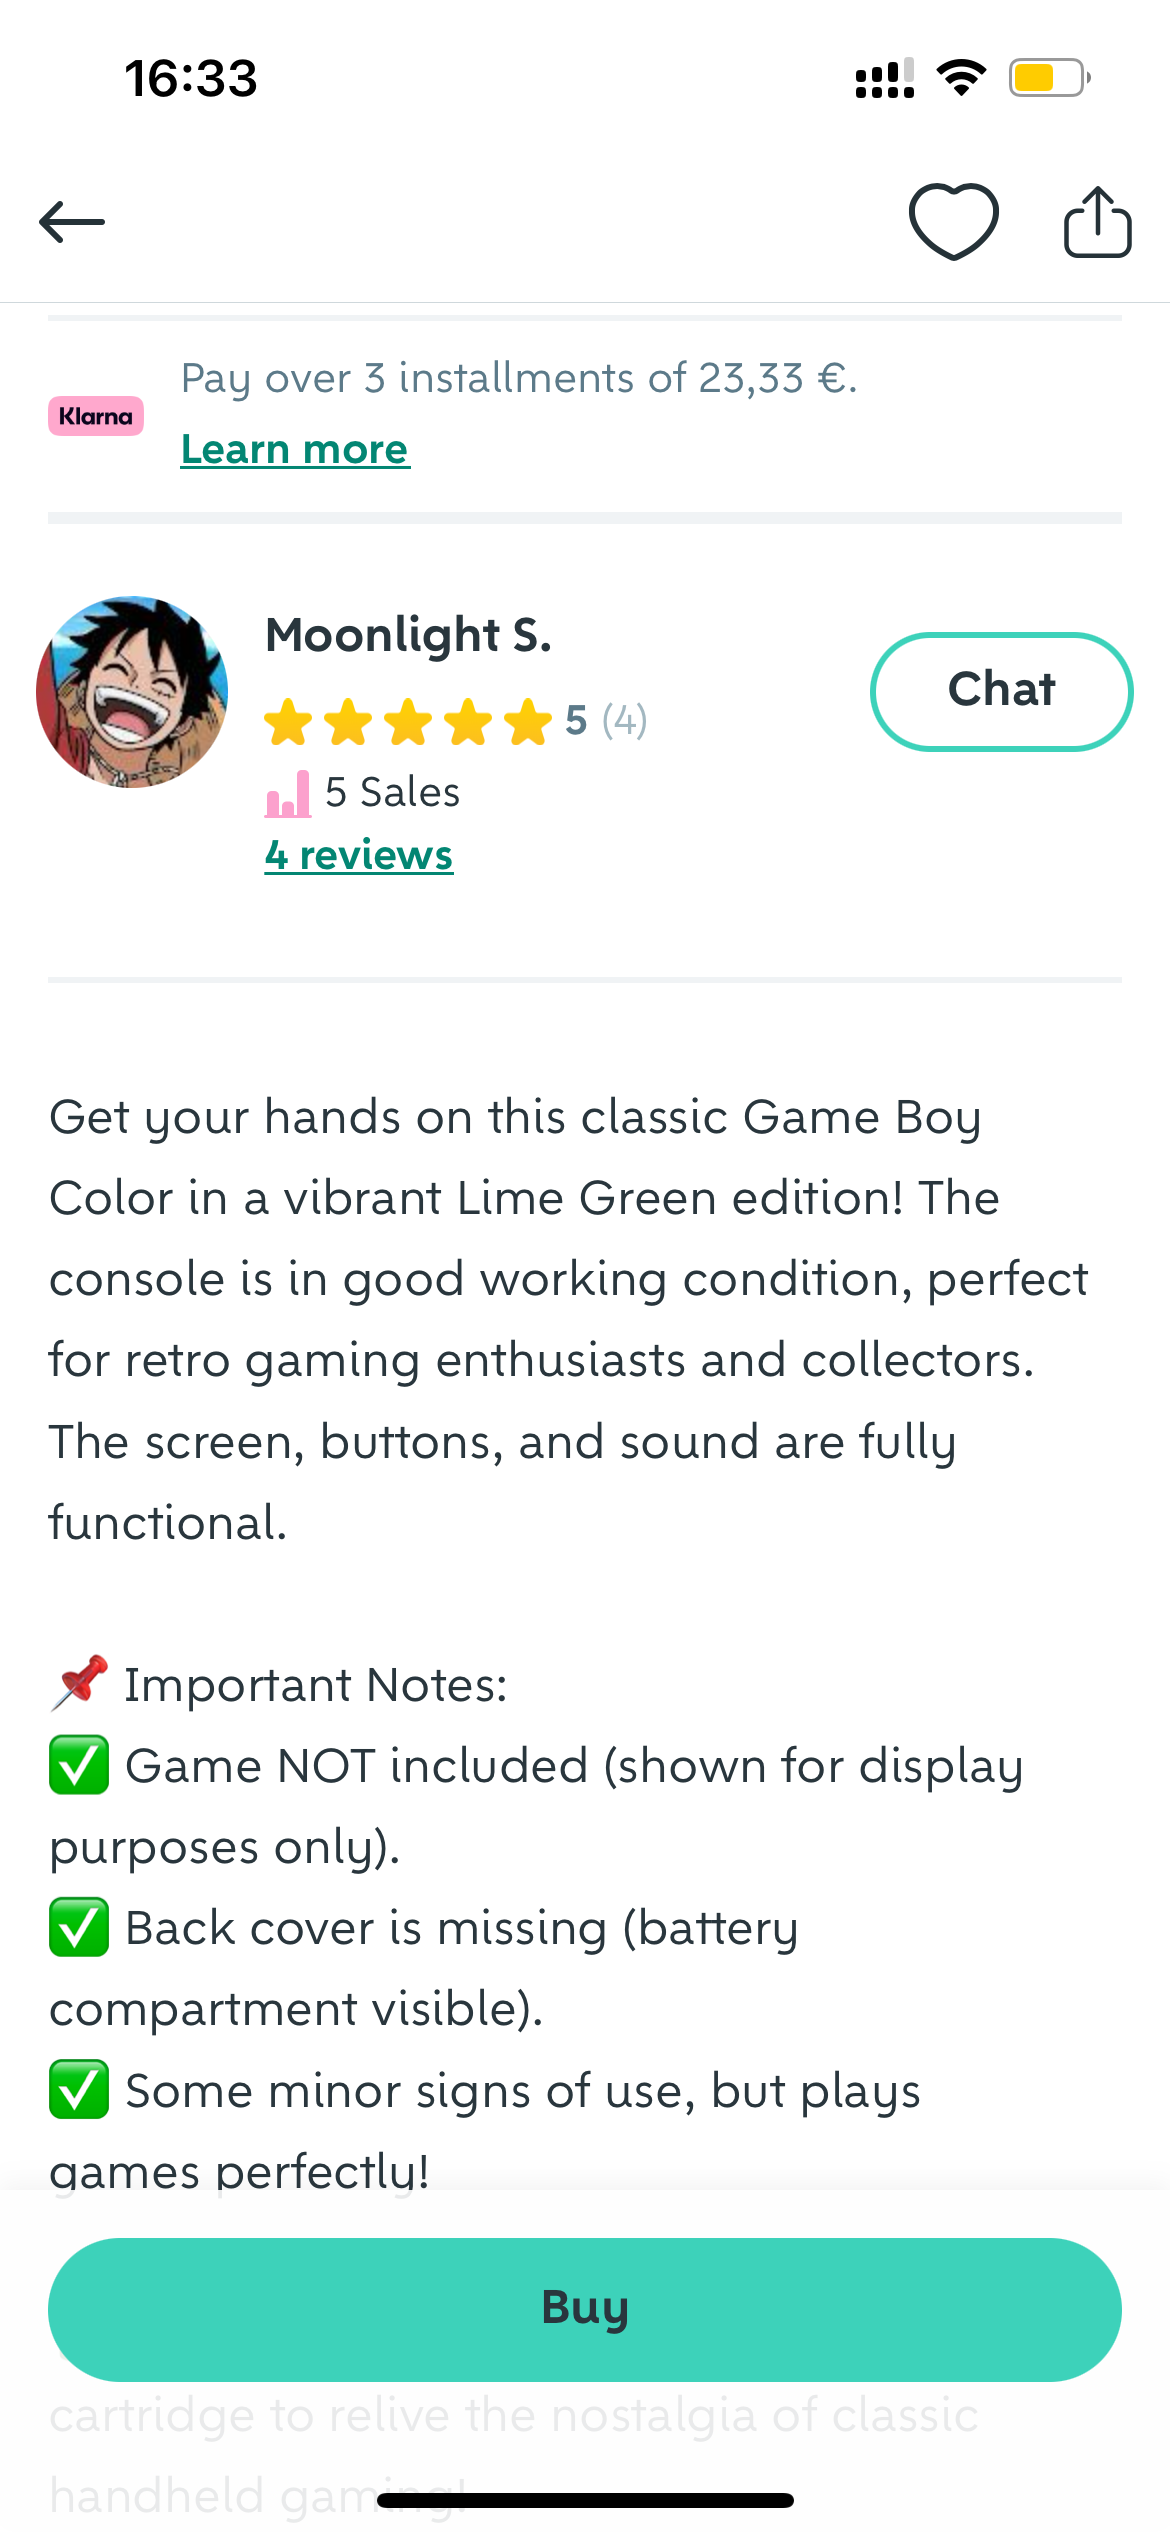 16:33
Klarna
Pay over 3 installments of 23,33 €.
Learn more
Moonlight S.
5 (4)
5 Sales
4 reviews
Chat
Get your hands on this classic Game Boy
Color in a vibrant Lime Green edition! The
console is in good working condition, perfect
for retro gaming enthusiasts and collectors.
The screen, buttons, and sound are fully
functional.
📌 Important Notes:
✅ Game NOT included (shown for display
purposes only).
✅ Back cover is missing (battery
compartment visible).
✅ Some minor signs of use, but plays
games perfectly!
Buy
cartridge to relive the nostalgia of classic
handheld gaming!